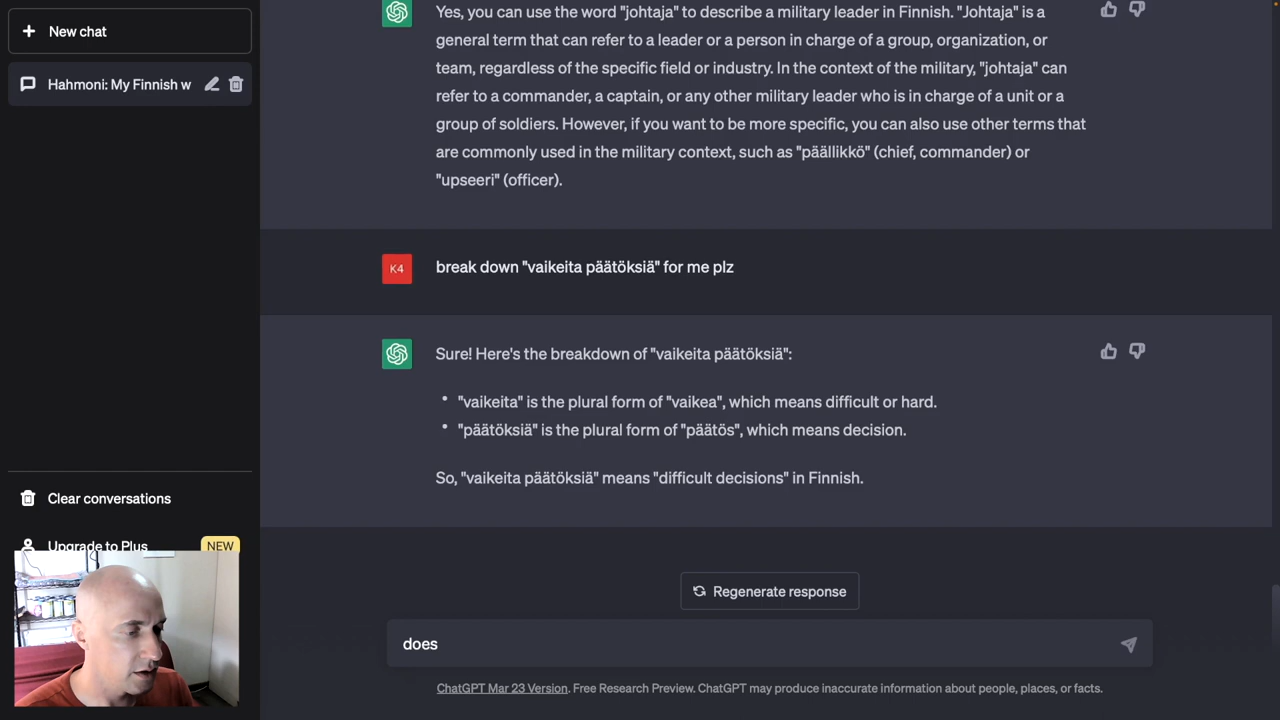 New chat
Hahmoni: My Finnish w
Yes, you can use the word "johtaja" to describe a military leader in Finnish. "Johtaja" is a
general term that can refer to a leader or a person in charge of a group, organization, or
team, regardless of the specific field or industry. In the context of the military, "johtaja" can
refer to a commander, a captain, or any other military leader who is in charge of a unit or a
group of soldiers. However, if you want to be more specific, you can also use other terms that
are commonly used in the military context, such as "päällikkö" (chief, commander) or
"upseeri" (officer).
K4
break down "vaikeita päätöksiä" for me plz
Sure! Here's the breakdown of "vaikeita päätöksiä":
• "vaikeita" is the plural form of "vaikea", which means difficult or hard.
• "päätöksiä" is the plural form of "päätös", which means decision.
So, "vaikeita päätöksiä" means "difficult decisions" in Finnish.
Clear conversations
Upgrade to Plus NEW
Regenerate response
does
ChatGPT Mar 23 Version. Free Research Preview. ChatGPT may produce inaccurate information about people, places, or facts.